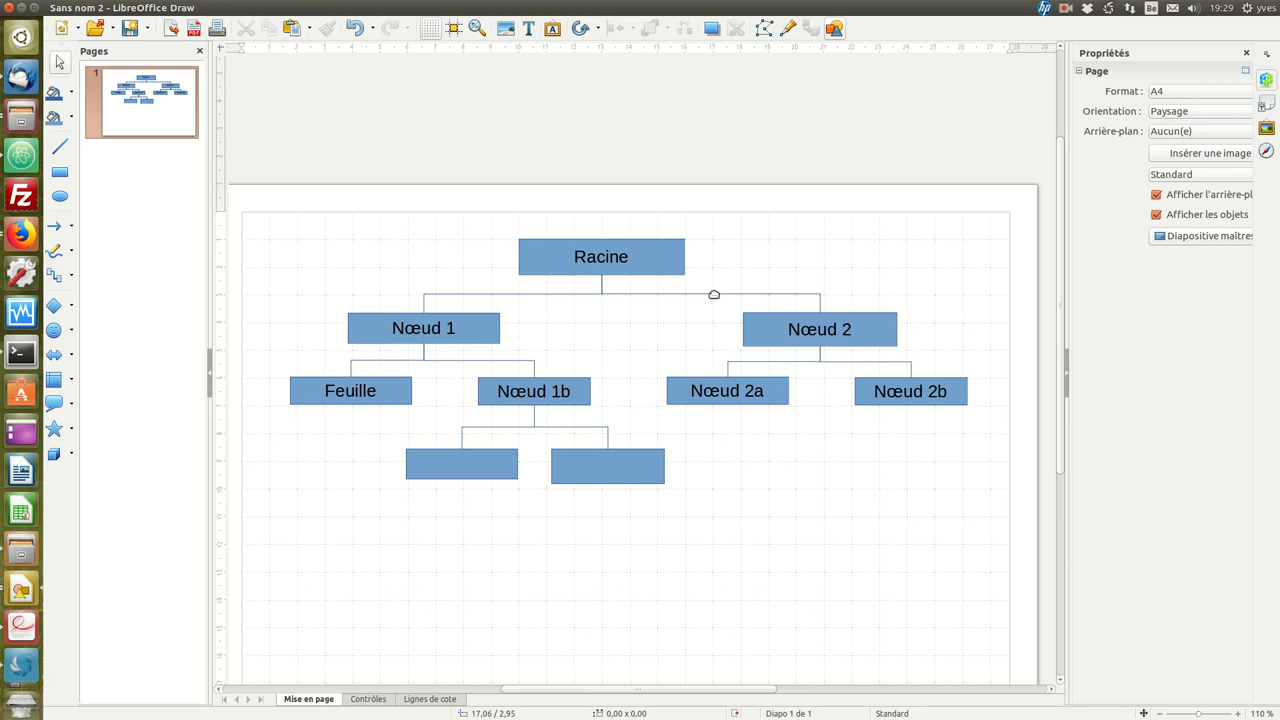 Sans nom 2 - LibreOffice Draw
Be
19:29
Pages
1
Propriétés
Page
Format :
A4
Orientation :
Paysage
Arrière-plan :
Aucun(e)
Insérer une image
Standard
Afficher l'arrière-pl
Afficher les objets
Diapositive maîtres
Racine
Nœud 1
Nœud 2
Feuille
Nœud 1b
Nœud 2a
Nœud 2b
Mise en page
Contrôles
Lignes de cote
17,06 / 2,95
0,00 x 0,00
Diapo 1 de 1
Standard
110 %